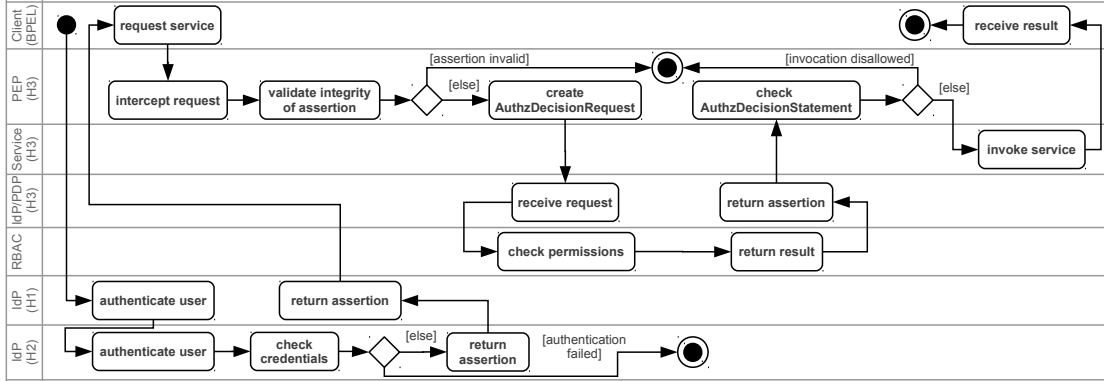 Client
(BPEL)
request service
receive result
PEP
(H3)
[assertion invalid]
[invocation disallowed]
intercept request
validate integrity
of assertion
[else]
create
AuthzDecisionRequest
check
AuthzDecisionStatement
[else]
Service
(H3)
invoke service
IdP/PDP
(H3)
receive request
return assertion
RBAC
check permissions
return result
IdP
(H1)
authenticate user
return assertion
IdP
(H2)
authenticate user
check
credentials
[else]
return
assertion
[authentication
failed]